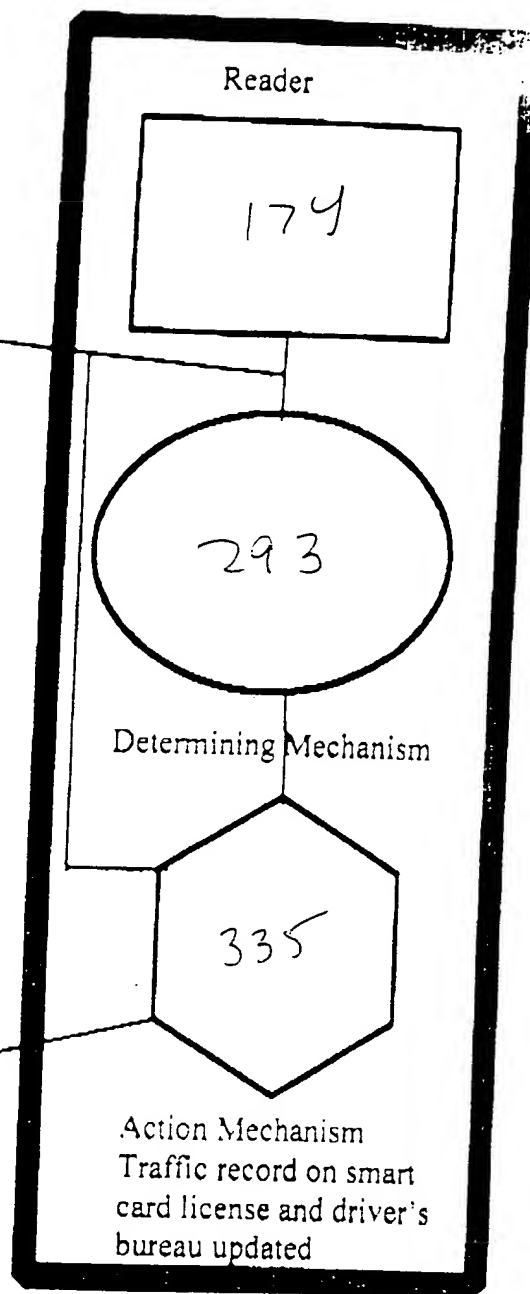 Reader
174
293
Determining Mechanism
335
Action Mechanism
Traffic record on smart
card license and driver's
bureau updated